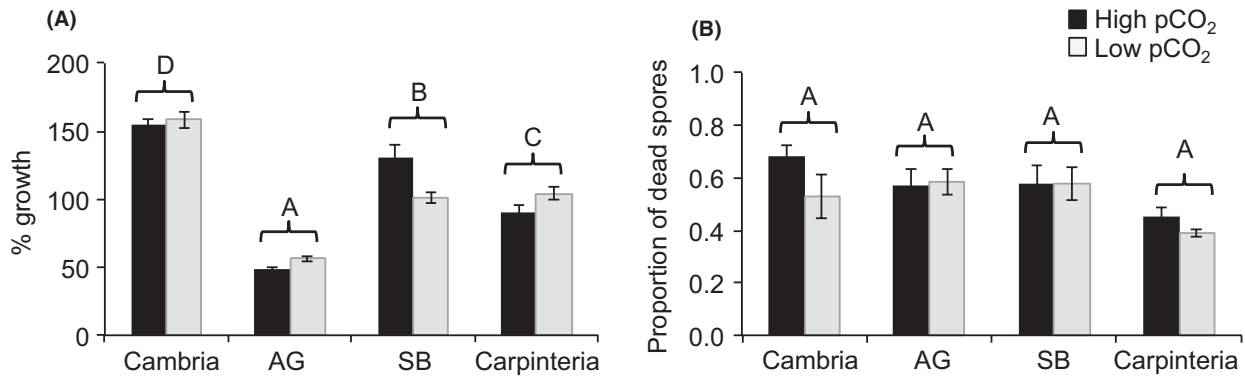 (A)
% growth
200
150
100
50
0
D
A
B
C
Cambria AG SB Carpinteria
(B)
High pCO₂
Low pCO₂
Proportion of dead spores
1.0
0.8
0.6
0.4
0.2
0.0
A
A
A
A
Cambria AG SB Carpinteria